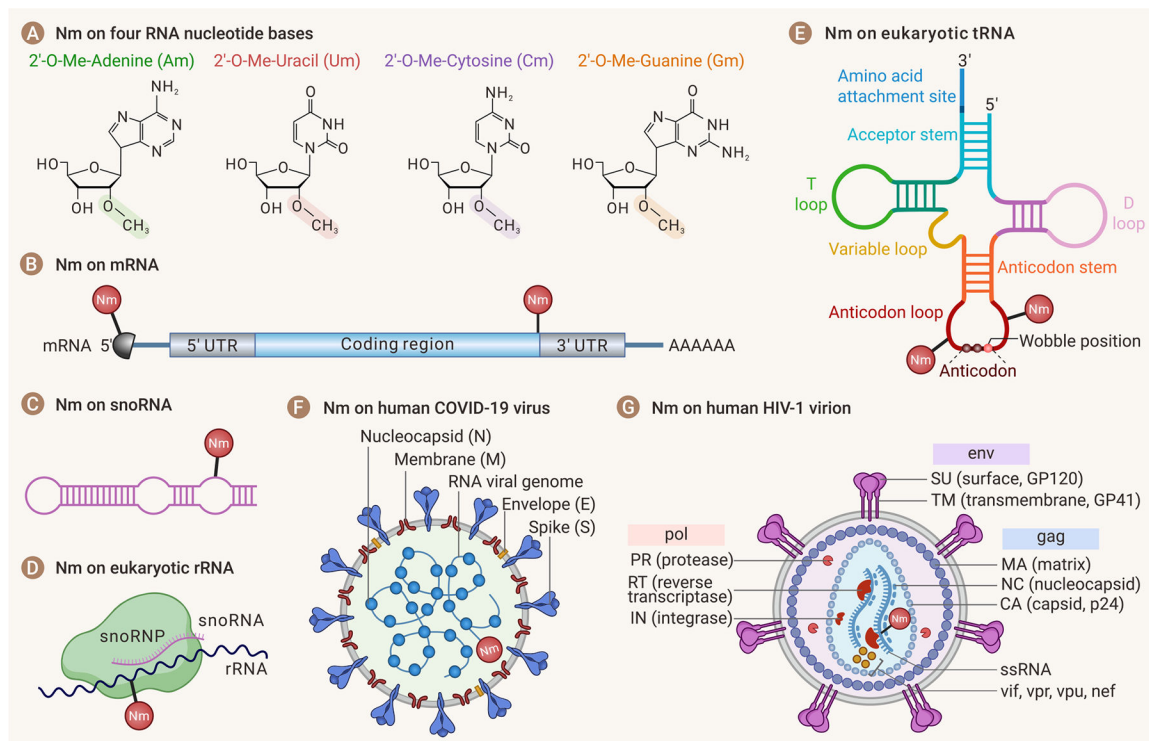 A Nm on four RNA nucleotide bases
2'-O-Me-Adenine (Am)
2'-O-Me-Uracil (Um)
2'-O-Me-Cytosine (Cm)
2'-O-Me-Guanine (Gm)
NH₂
N
N
N
N
HO
O
OH
O
CH₃
O
NH
N
O
HO
O
OH
O
CH₃
NH₂
N
N
O
HO
O
OH
O
CH₃
O
N
NH
N
NH₂
HO
O
OH
O
CH₃
B Nm on mRNA
Nm
Nm
mRNA 5'
5' UTR
Coding region
3' UTR
AAAAAA
C Nm on snoRNA
Nm
D Nm on eukaryotic rRNA
snoRNP
snoRNA
rRNA
Nm
E Nm on eukaryotic tRNA
3'
Amino acid
attachment site
5'
Acceptor stem
T
loop
D
loop
Variable loop
Anticodon stem
Anticodon loop
Nm
Wobble position
Nm
Anticodon
F Nm on human COVID-19 virus
Nucleocapsid (N)
Membrane (M)
RNA viral genome
Envelope (E)
Spike (S)
Nm
G Nm on human HIV-1 virion
env
SU (surface, GP120)
TM (transmembrane, GP41)
pol
PR (protease)
RT (reverse
transcriptase)
IN (integrase)
gag
MA (matrix)
NC (nucleocapsid)
CA (capsid, p24)
Nm
ssRNA
vif, vpr, vpu, nef